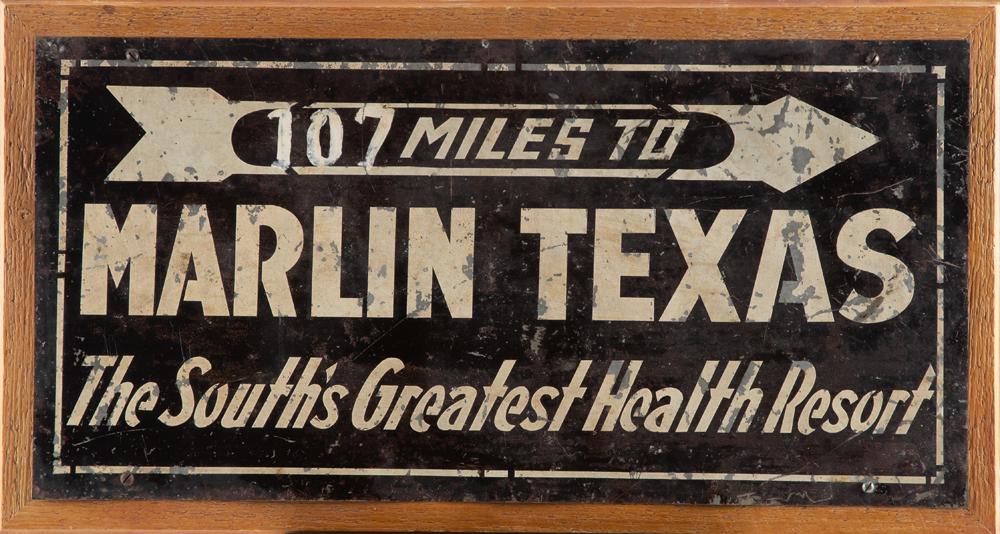 107 MILES TO
MARLIN TEXAS
The South's Greatest Health Resort